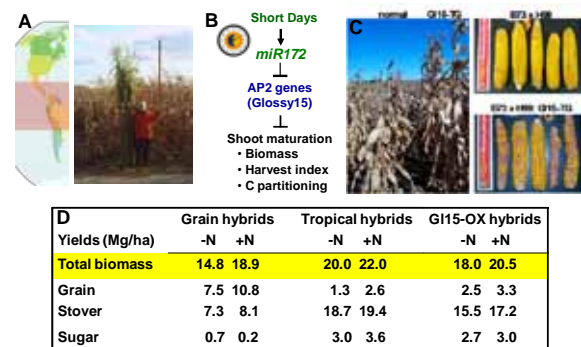 A
B
Short Days
miR172
AP2 genes
(Glossy15)
Shoot maturation
• Biomass
• Harvest index
• C partitioning
C
normal Gl15-TG
B73 x H99
B73 x H99 Gl15-TG
D Grain hybrids Tropical hybrids Gl15-OX hybrids
Yields (Mg/ha) -N +N -N +N -N +N
Total biomass 14.8 18.9 20.0 22.0 18.0 20.5
Grain 7.5 10.8 1.3 2.6 2.5 3.3
Stover 7.3 8.1 18.7 19.4 15.5 17.2
Sugar 0.7 0.2 3.0 3.6 2.7 3.0